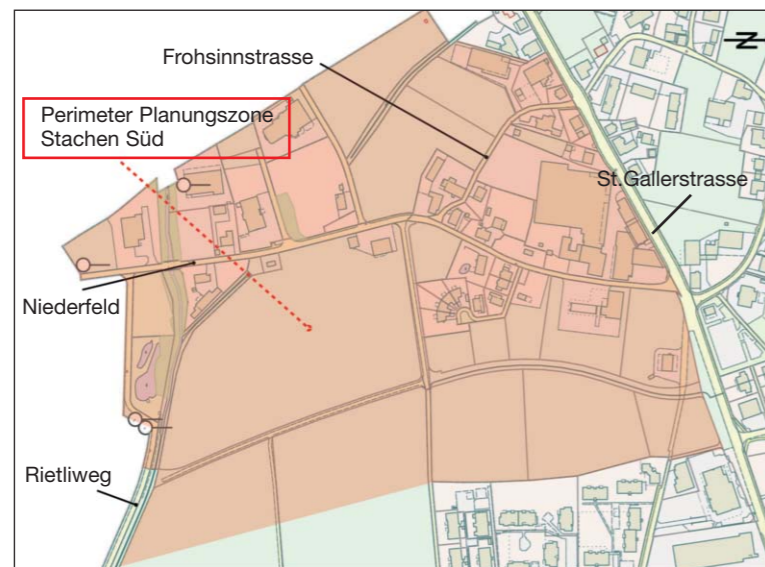 Frohsinnstrasse
Perimeter Planungszone
Stachen Süd
St.Gallerstrasse
Niederfeld
Rietliweg
N